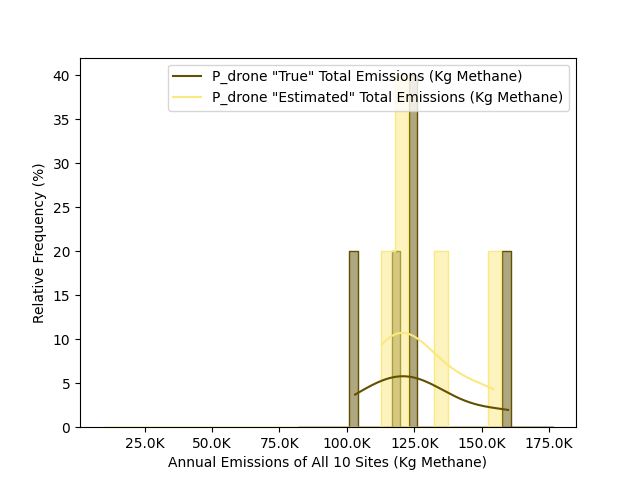 P_drone "True" Total Emissions (Kg Methane)
P_drone "Estimated" Total Emissions (Kg Methane)
40
35
30
25
20
15
10
5
0
Relative Frequency (%)
25.0K 50.0K 75.0K 100.0K 125.0K 150.0K 175.0K
Annual Emissions of All 10 Sites (Kg Methane)